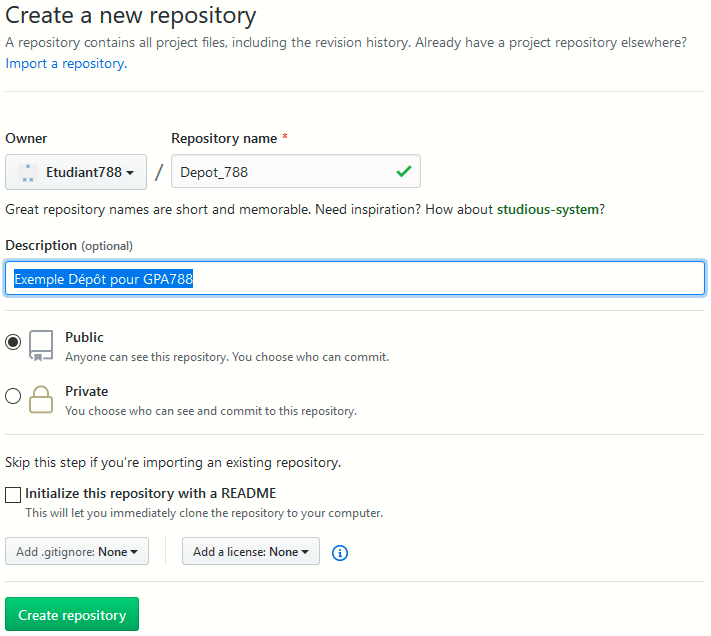 Create a new repository
A repository contains all project files, including the revision history. Already have a project repository elsewhere?
Import a repository.
Owner Repository name *
Etudiant788 / Depot_788
Great repository names are short and memorable. Need inspiration? How about studious-system?
Description (optional)
Exemple Dépôt pour GPA788
Public
Anyone can see this repository. You choose who can commit.
Private
You choose who can see and commit to this repository.
Skip this step if you’re importing an existing repository.
Initialize this repository with a README
This will let you immediately clone the repository to your computer.
Add .gitignore: None Add a license: None
Create repository